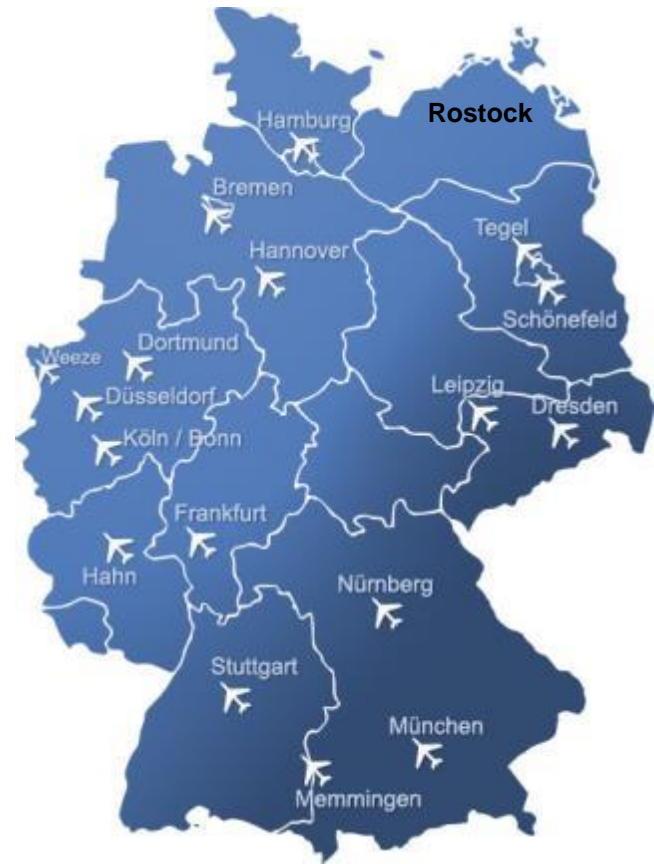 Rostock
Hamburg
Bremen
Tegel
Hannover
Schönefeld
Dortmund
Weeze
Düsseldorf
Leipzig
Dresden
Köln / Bonn
Frankfurt
Hahn
Nürnberg
Stuttgart
München
Memmingen